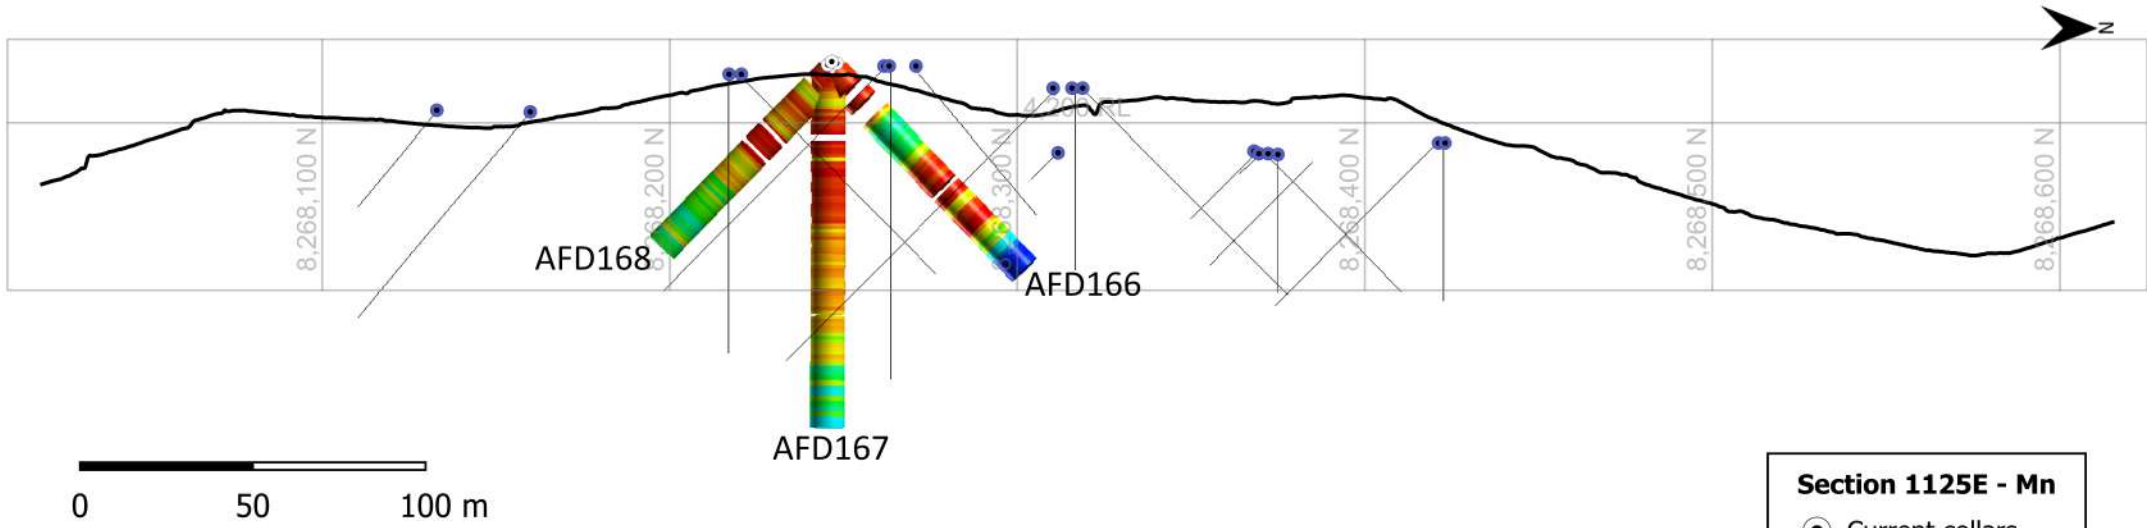 N
4,200 RL
8,268,100 N
8,268,200 N
8,268,300 N
8,268,400 N
8,268,500 N
8,268,600 N
AFD168
AFD166
AFD167
0 50 100 m
Section 1125E - Mn
Current collars